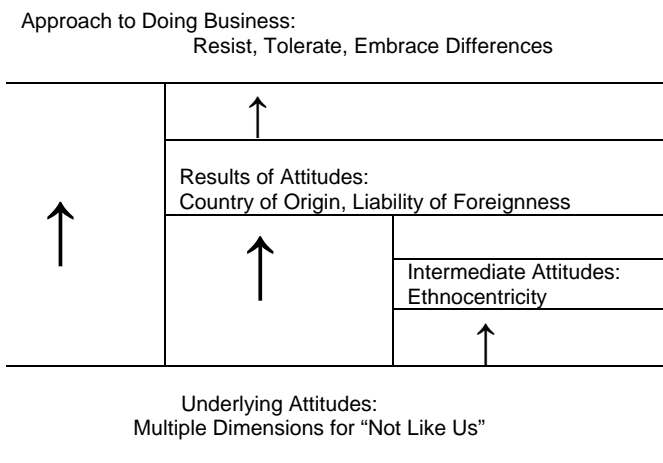 Approach to Doing Business:
Resist, Tolerate, Embrace Differences
Results of Attitudes:
Country of Origin, Liability of Foreignness
Intermediate Attitudes:
Ethnocentricity
Underlying Attitudes:
Multiple Dimensions for “Not Like Us”